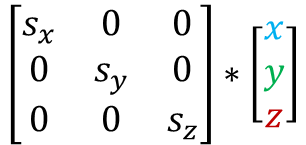 [s_x 0 0] [x]
[0 s_y 0] * [y]
[0 0 s_z] [z]